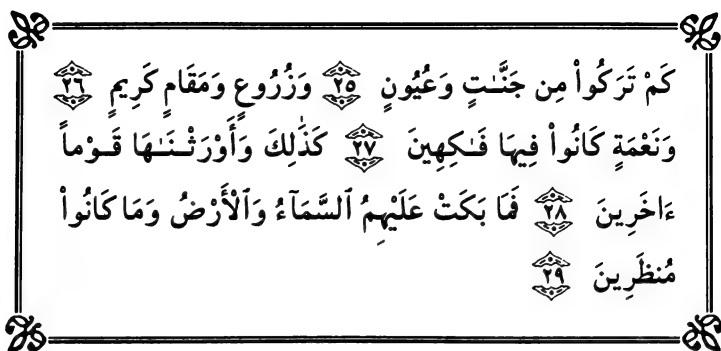 كَمْ تَرَكُواْ مِن جَنَّـٰتٍ وَعُيُونٍ ٢٥ وَزُرُوعٍ وَمَقَامٍ كَرِيمٍ ٢٦
وَنَعْمَةٍ كَانُواْ فِيهَا فَـٰكِهِينَ ٢٧ كَذَٰلِكَ وَأَوْرَثْنَـٰهَا قَوْماً
ءَاخَرِينَ ٢٨ فَمَا بَكَتْ عَلَيْهِمُ ٱلسَّمَآءُ وَٱلْأَرْضُ وَمَا كَانُواْ
مُنظَرِينَ ٢٩